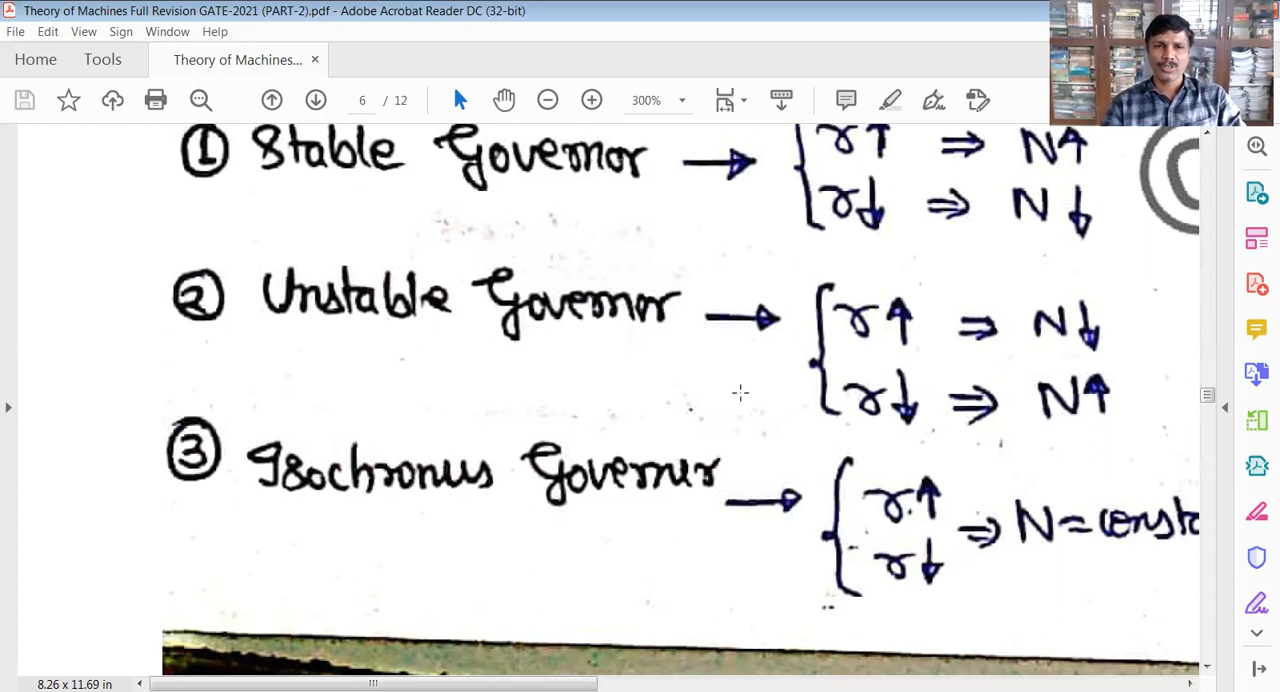 Theory of Machines Full Revision GATE-2021 (PART-2).pdf - Adobe Acrobat Reader DC (32-bit)
File Edit View Sign Window Help
Home Tools Theory of Machines... ×
6 / 12 300%
① Stable Governor → { r↑ ⇒ N↑
r↓ ⇒ N↓
② Unstable Governor → { r↑ ⇒ N↓
r↓ ⇒ N↑
③ Isochronus Governer → { r↑
⇒ N = consta
r↓
8.26 x 11.69 in